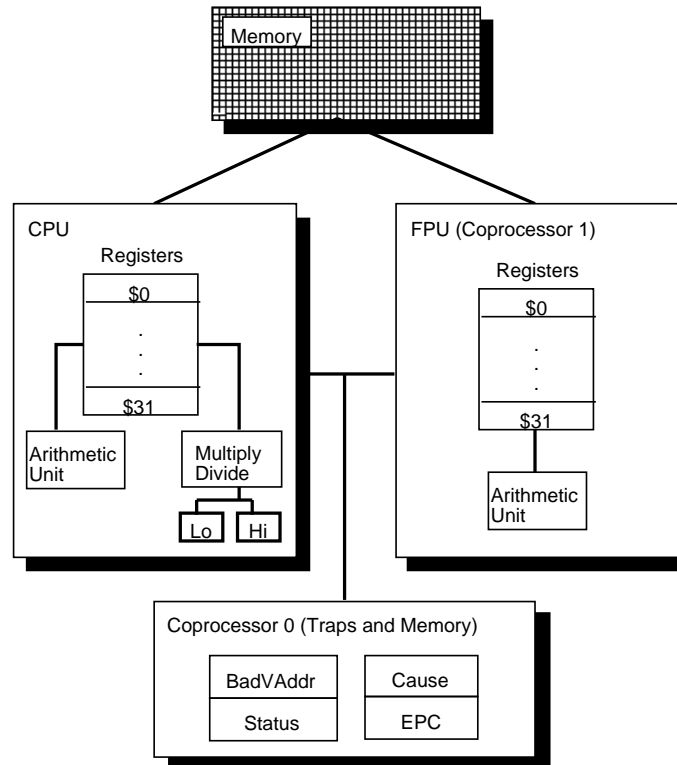 Memory
CPU
Registers
$0
.
.
.
$31
Arithmetic
Unit
Multiply
Divide
Lo
Hi
FPU (Coprocessor 1)
Registers
$0
.
.
.
$31
Arithmetic
Unit
Coprocessor 0 (Traps and Memory)
BadVAddr
Cause
Status
EPC